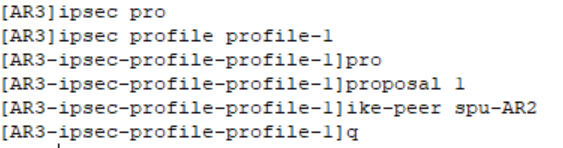 [AR3]ipsec pro
[AR3]ipsec profile profile-1
[AR3-ipsec-profile-profile-1]pro
[AR3-ipsec-profile-profile-1]proposal 1
[AR3-ipsec-profile-profile-1]ike-peer spu-AR2
[AR3-ipsec-profile-profile-1]q